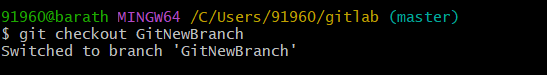 91960@barath MINGW64 /C/Users/91960/gitlab (master)
$ git checkout GitNewBranch
Switched to branch 'GitNewBranch'